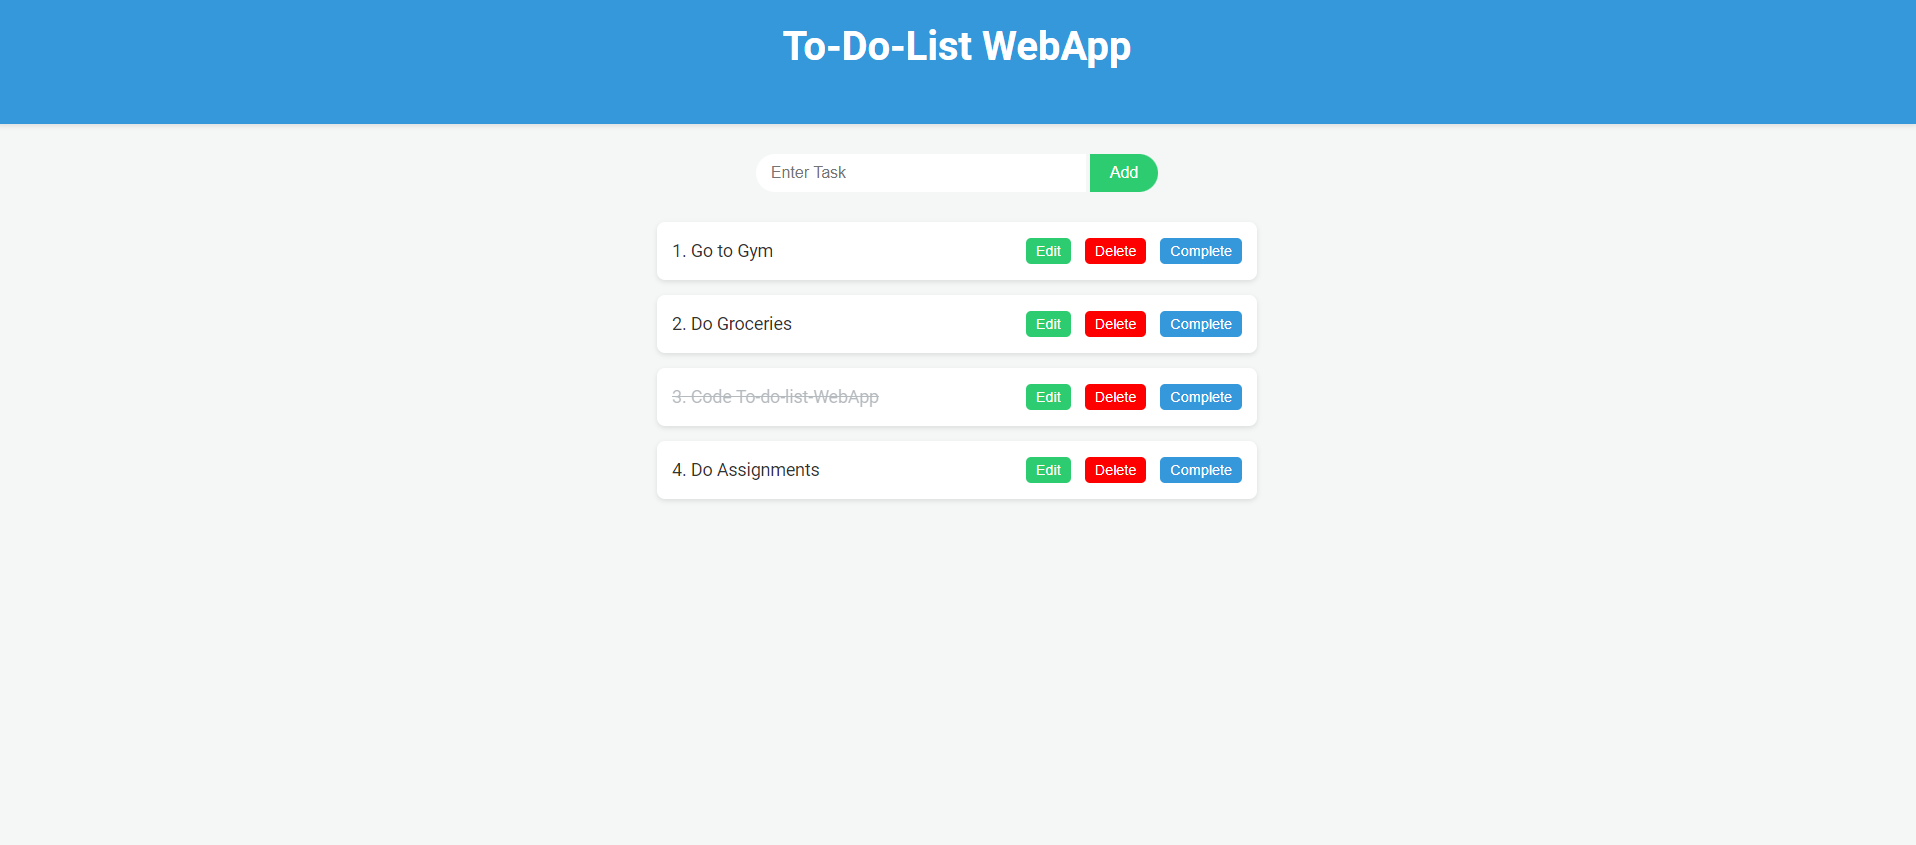 To-Do-List WebApp
Enter Task Add
1. Go to Gym Edit Delete Complete
2. Do Groceries Edit Delete Complete
3. Code To-do-list-WebApp Edit Delete Complete
4. Do Assignments Edit Delete Complete